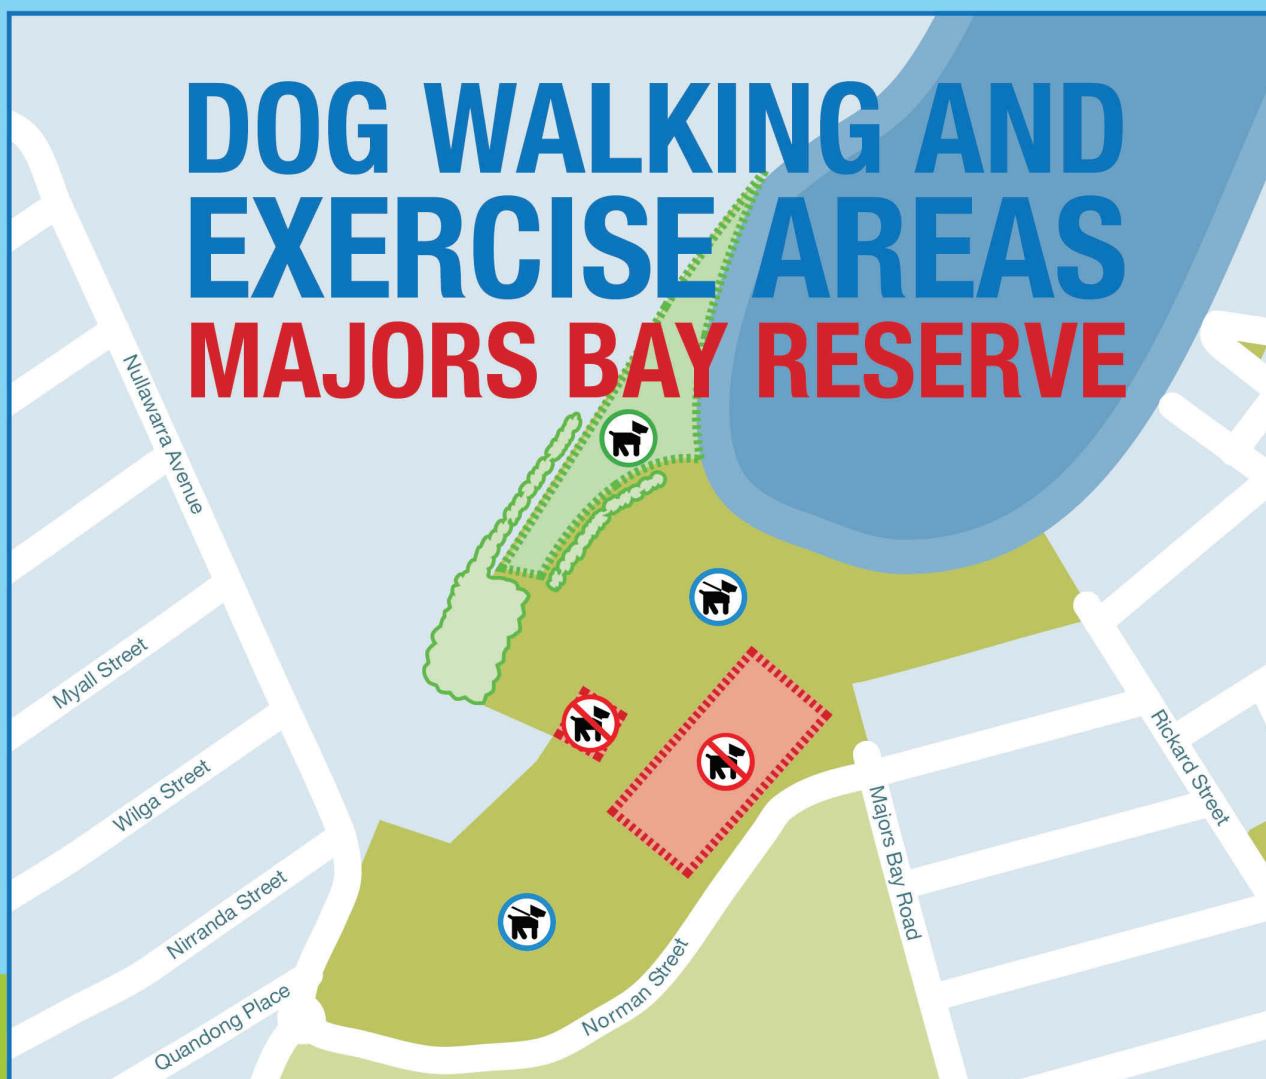 DOG WALKING AND
EXERCISE AREAS
MAJORS BAY RESERVE
Nullawarra Avenue
Myall Street
Wilga Street
Nirranda Street
Quandong Place
Norman Street
Majors Bay Road
Rickard Street